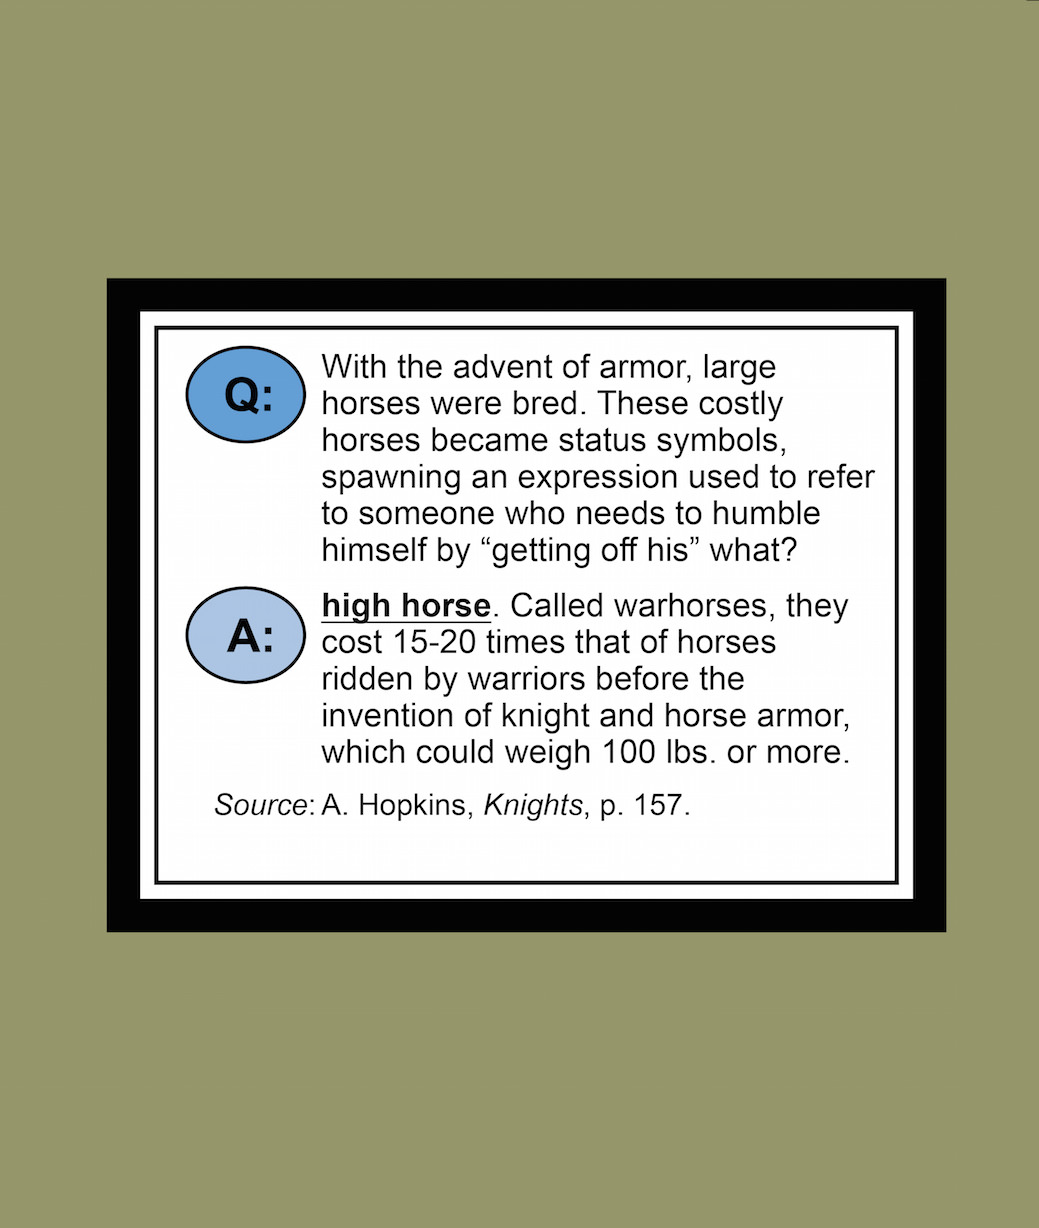 Q: With the advent of armor, large
horses were bred. These costly
horses became status symbols,
spawning an expression used to refer
to someone who needs to humble
himself by “getting off his” what?
A: high horse. Called warhorses, they
cost 15-20 times that of horses
ridden by warriors before the
invention of knight and horse armor,
which could weigh 100 lbs. or more.
Source: A. Hopkins, Knights, p. 157.